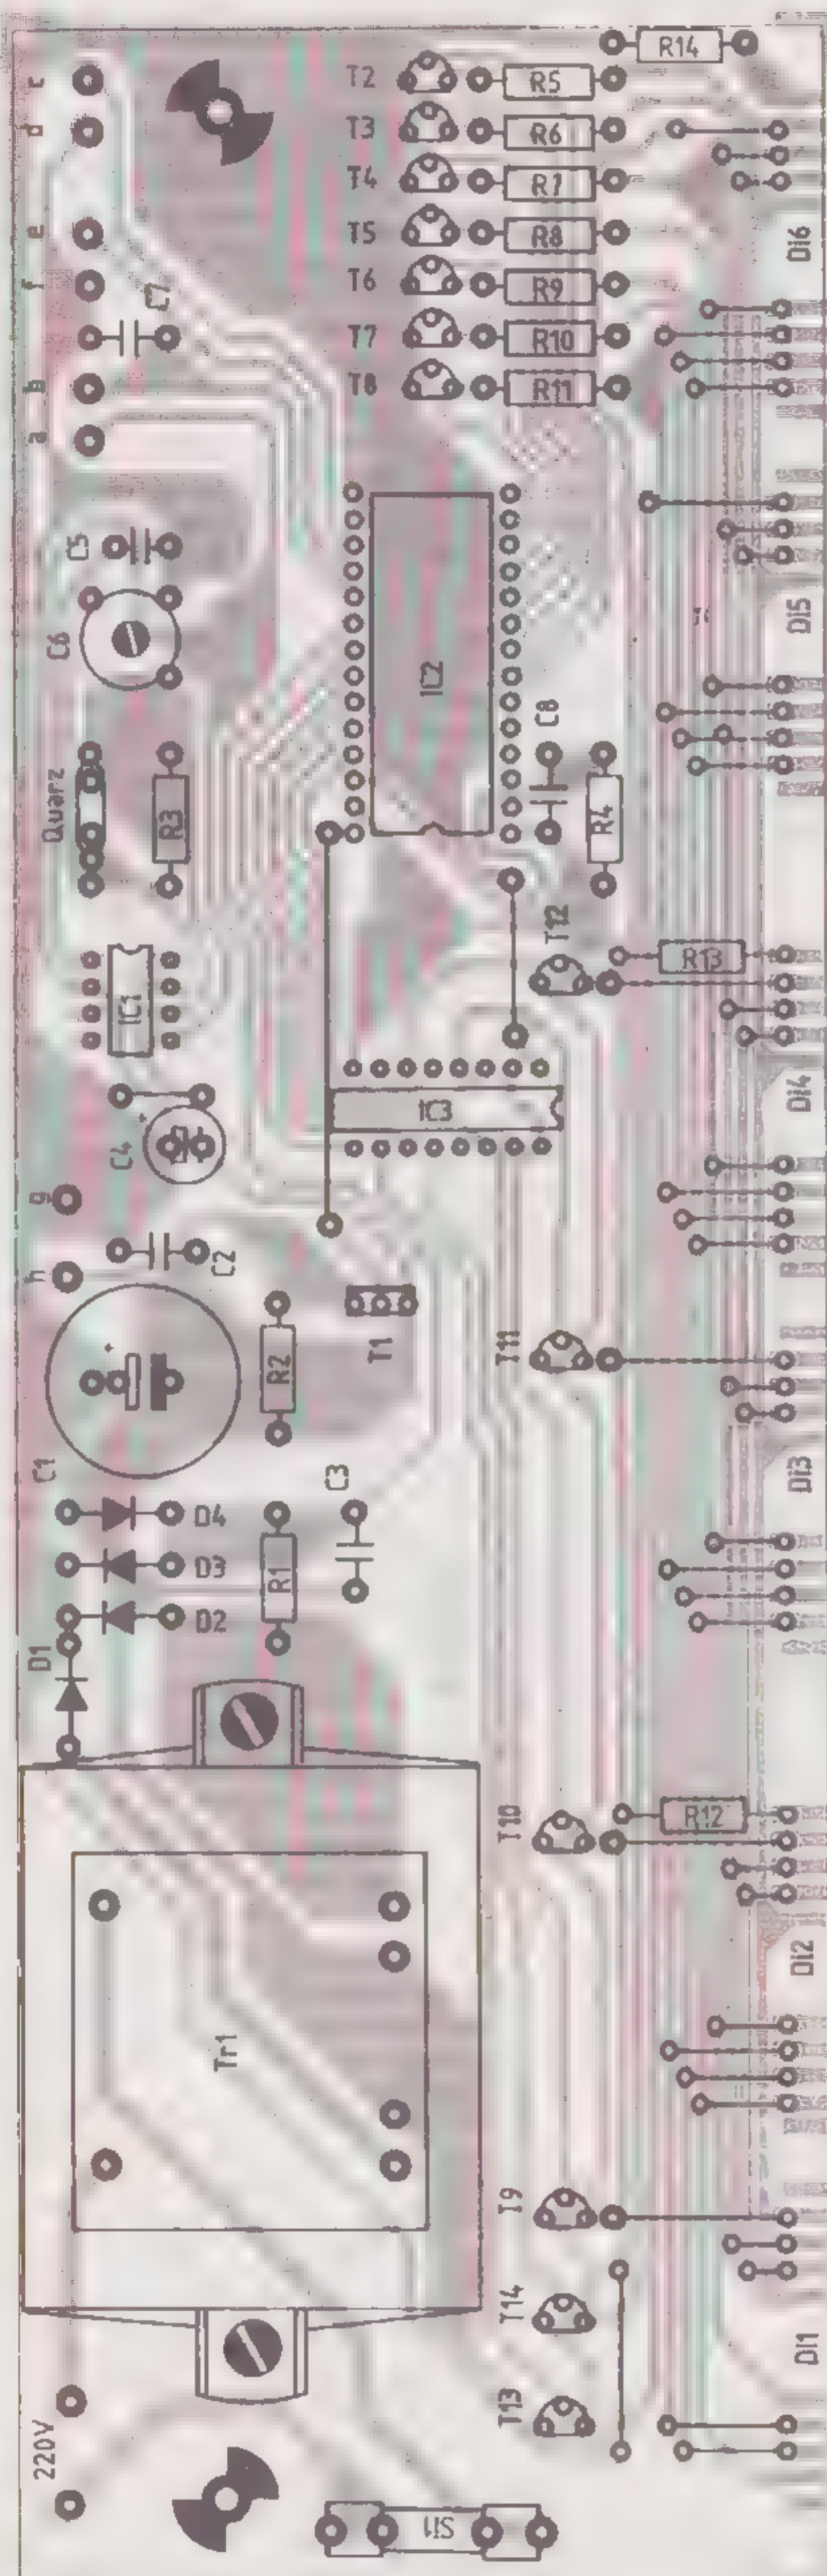 R14
c T2 R5
d T3 R6
T4 R7
e T5 R8 Di6
f T6 R9
C7 T7 R10
b T8 R11
a
C5
C6 Di5
IC2
C8
Quarz R3 R4
T12
R13
IC1
IC3 Di4
C4
g
C2
h
T1 T11
R2
C1 C3 Di3
D4
D3 R1
D2
D1
T10 R12
Di2
Tr1
T9
T14
Di1
T13
220V
Si1